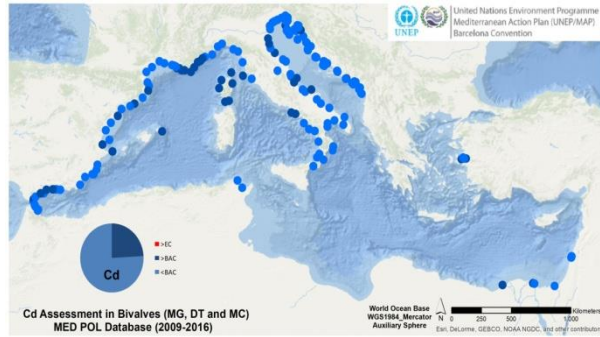 United Nations Environment Programme
Mediterranean Action Plan (UNEP/MAP)
Barcelona Convention
UNEP
Cd
>EC
>BAC
<BAC
Cd Assessment in Bivalves (MG, DT and MC)
MED POL Database (2009-2016)
World Ocean Base
WGS1984_Mercator
Auxiliary Sphere
N
Kilometers
0 250 500 1,000
Esri, DeLorme, GEBCO, NOAA NGDC, and other contributors